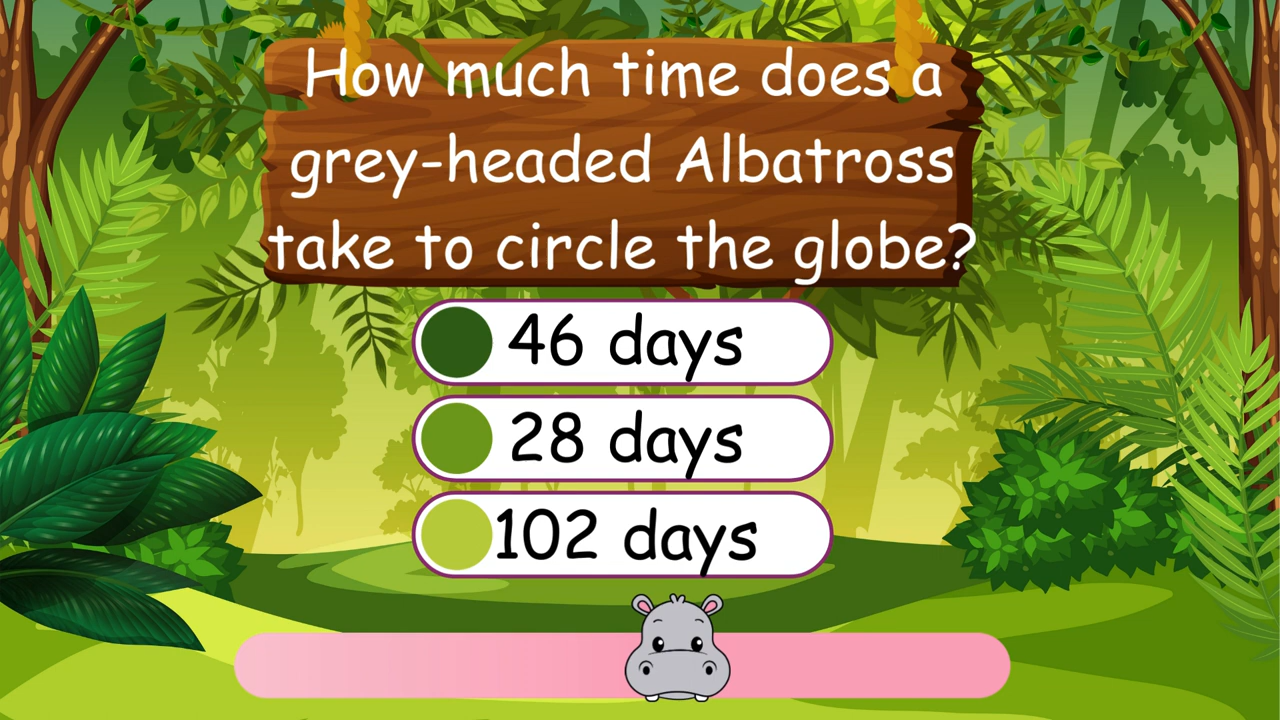 How much time does a
grey-headed Albatross
take to circle the globe?
46 days
28 days
102 days